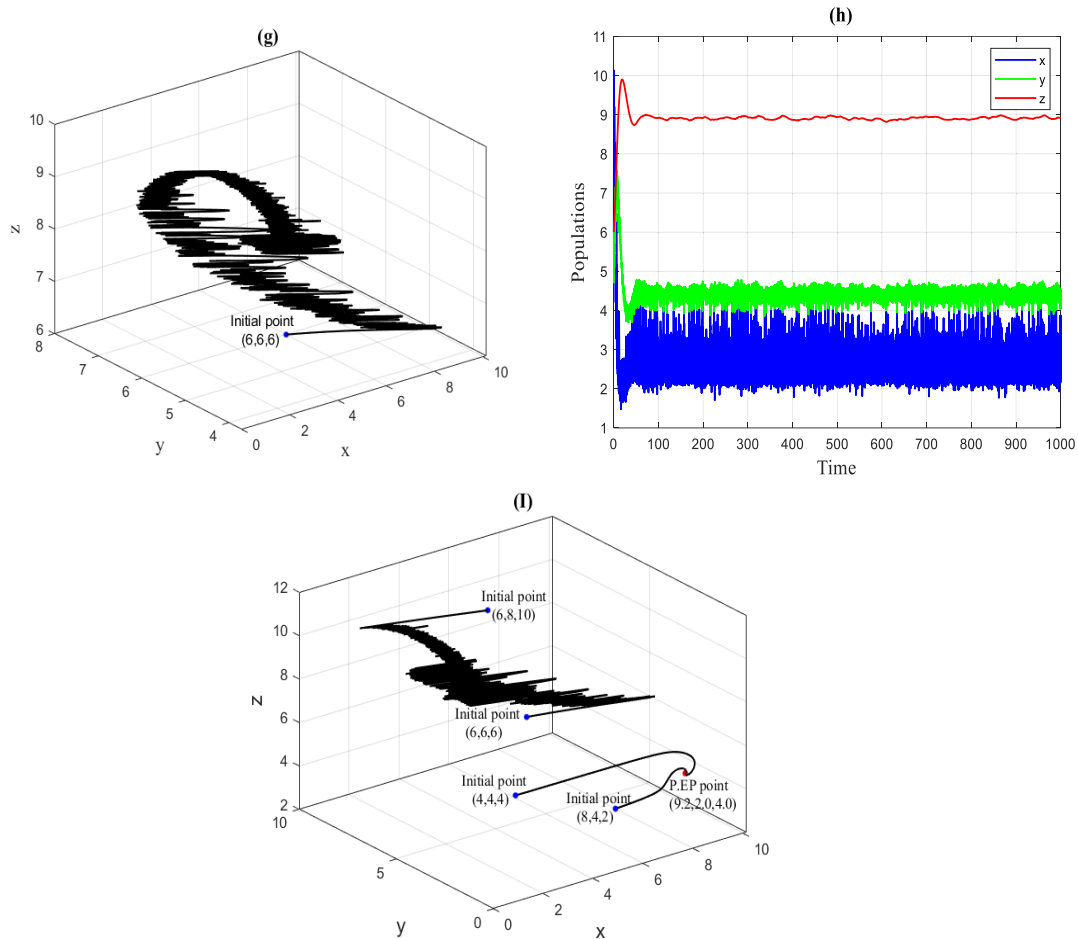 (g)
z
10
9
8
7
6
8
7
6
5
4
y
0
2
4
6
8
10
x
Initial point
(6,6,6)
(h)
Populations
11
10
9
8
7
6
5
4
3
2
1
0
100
200
300
400
500
600
700
800
900
1000
Time
x
y
z
(I)
z
12
10
8
6
4
2
10
5
0
y
0
2
4
6
8
10
x
Initial point
(6,8,10)
Initial point
(6,6,6)
Initial point
(4,4,4)
Initial point
(8,4,2)
P.EP point
(9.2,2.0,4.0)